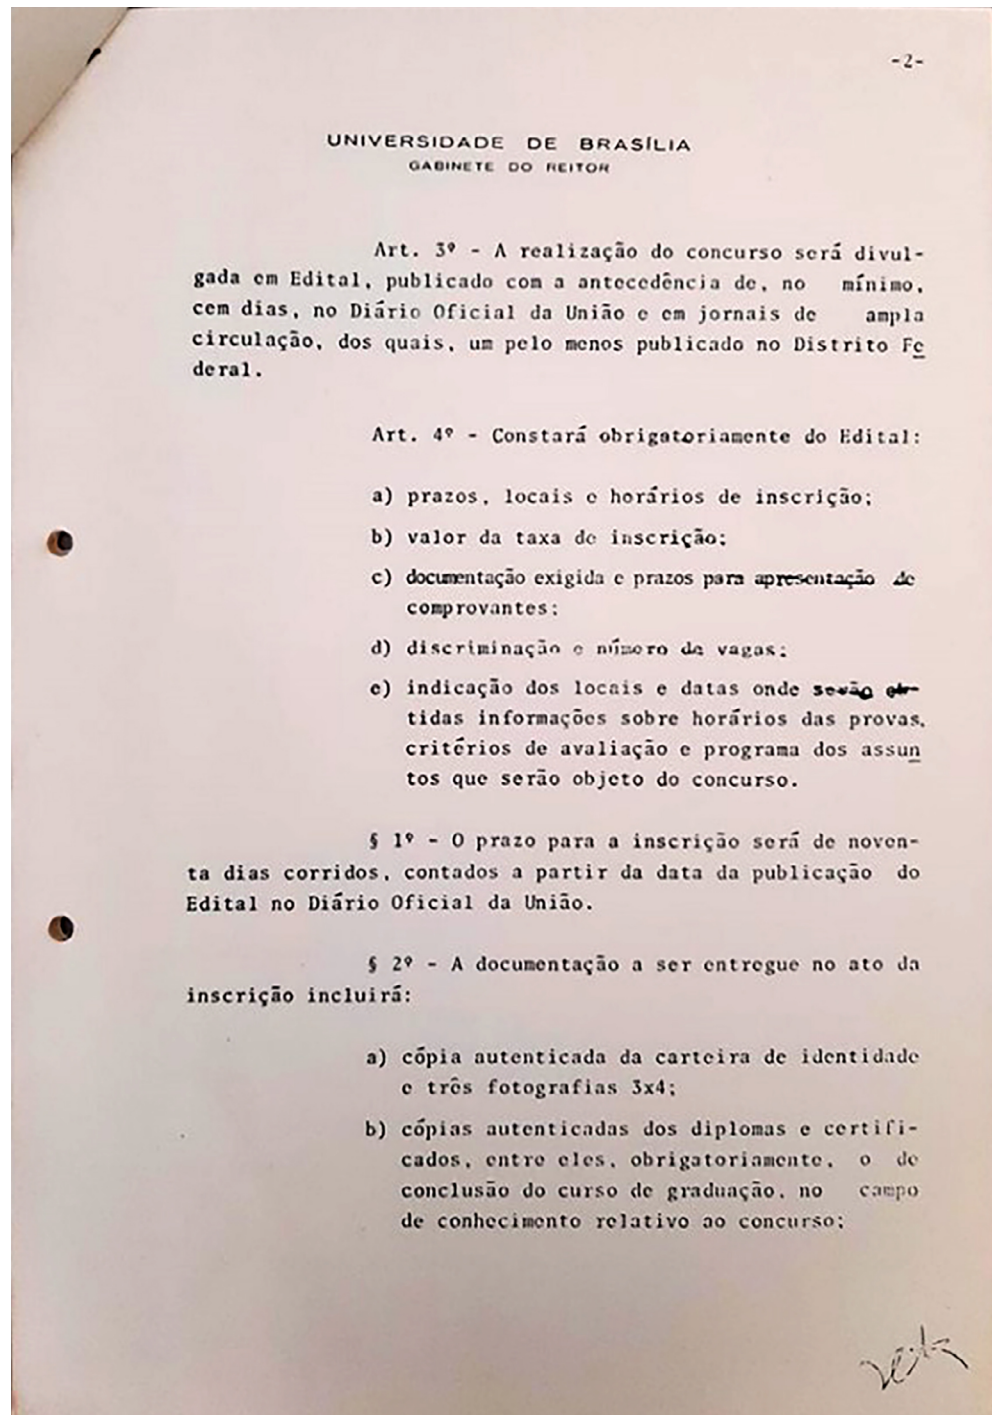 -2-
UNIVERSIDADE DE BRASÍLIA
GABINETE DO REITOR
Art. 3º - A realização do concurso será divul-
gada em Edital, publicado com a antecedência de, no mínimo,
cem dias, no Diário Oficial da União e em jornais de ampla
circulação, dos quais, um pelo menos publicado no Distrito Fe
deral.
Art. 4º - Constará obrigatoriamente do Edital:
a) prazos, locais e horários de inscrição;
b) valor da taxa de inscrição;
c) documentação exigida e prazos para apresentação de
comprovantes;
d) discriminação e número de vagas;
e) indicação dos locais e datas onde serão
tidas informações sobre horários das provas,
critérios de avaliação e programa dos assun
tos que serão objeto do concurso.
§ 1º - O prazo para a inscrição será de noven-
ta dias corridos, contados a partir da data da publicação do
Edital no Diário Oficial da União.
§ 2º - A documentação a ser entregue no ato da
inscrição incluirá:
a) cópia autenticada da carteira de identidade
e três fotografias 3x4;
b) cópias autenticadas dos diplomas e certifi-
cados, entre eles, obrigatoriamente, o de
conclusão do curso de graduação, no campo
de conhecimento relativo ao concurso;